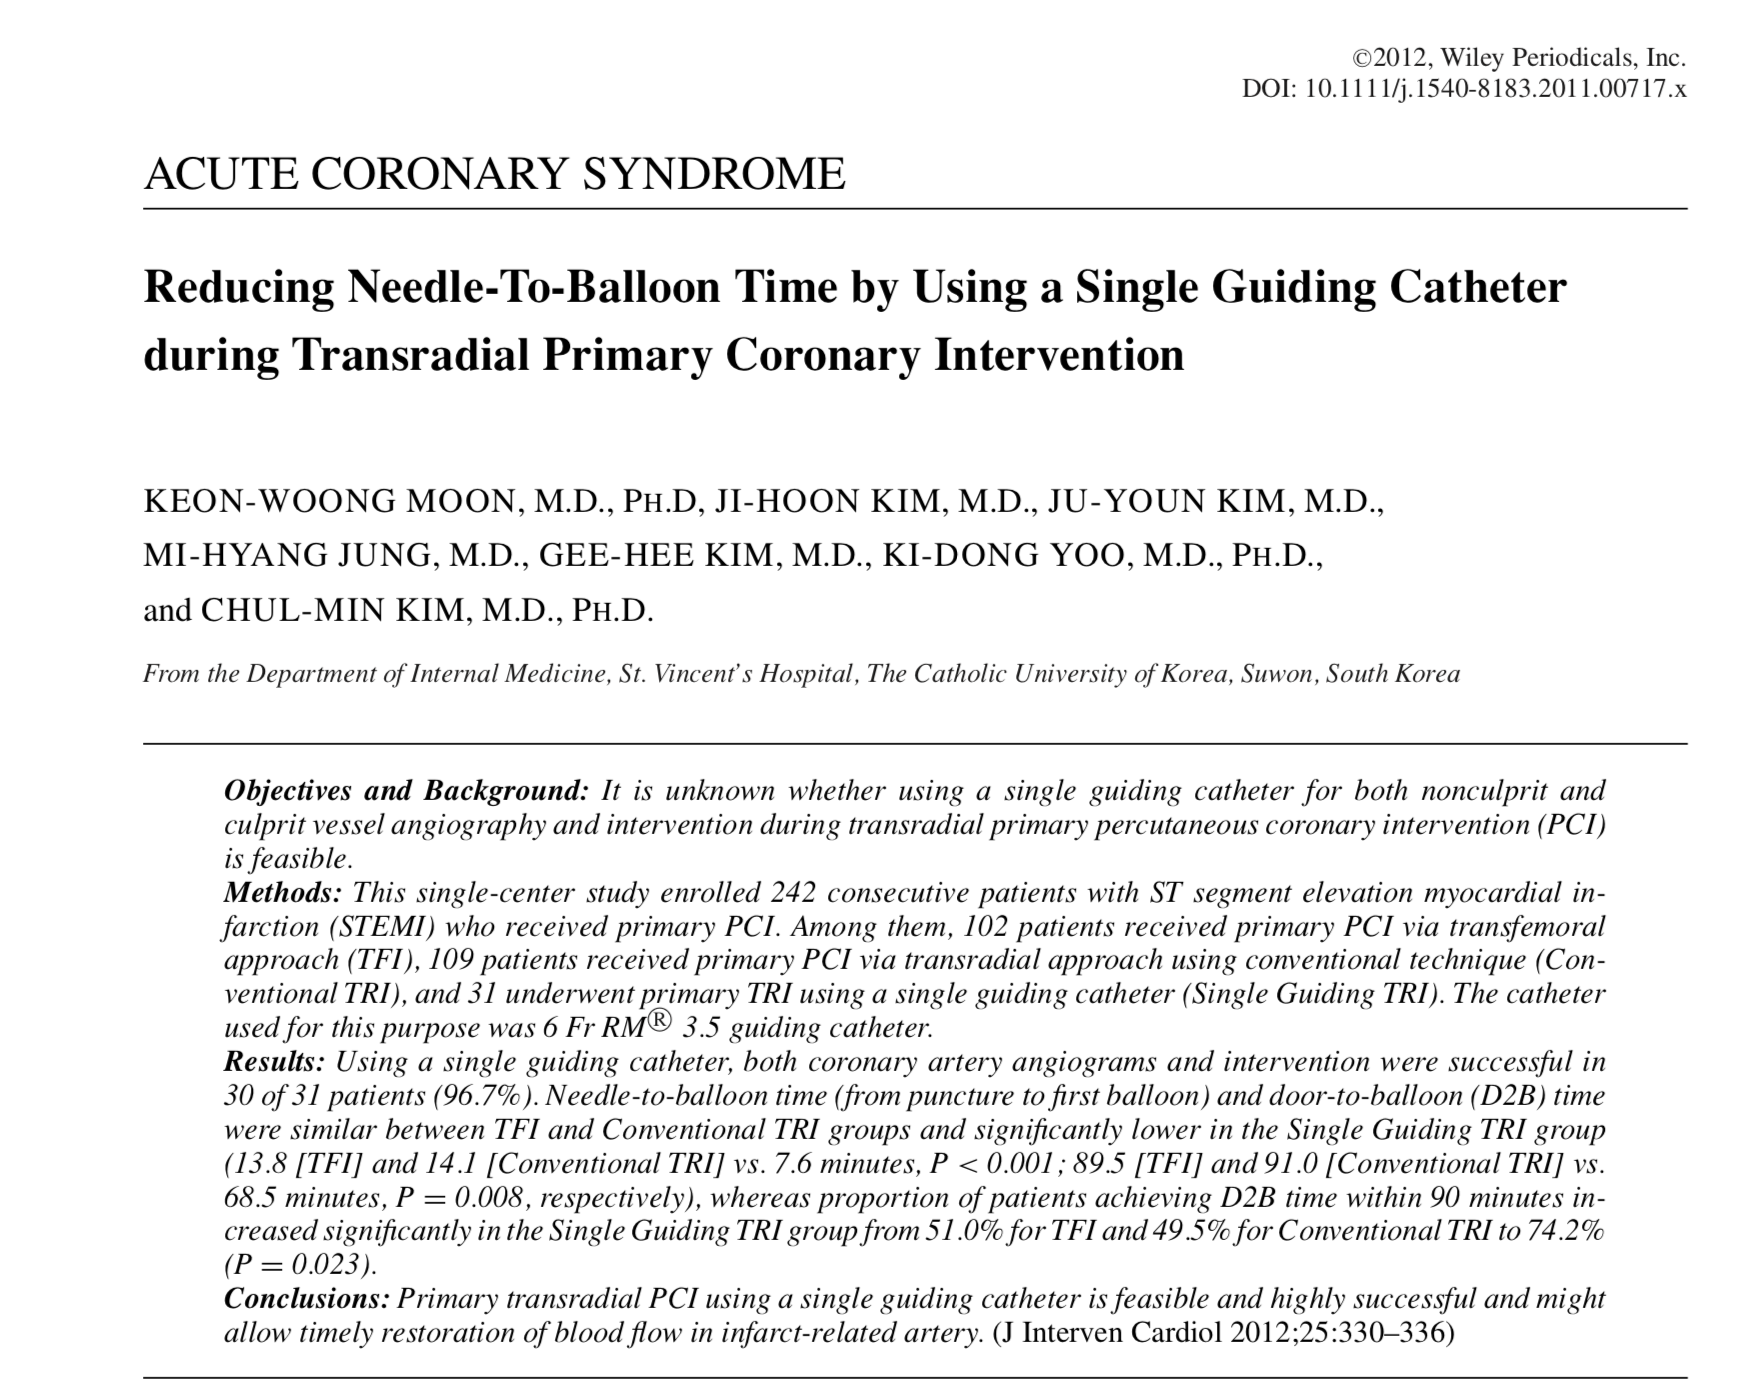 ©2012, Wiley Periodicals, Inc.
DOI: 10.1111/j.1540-8183.2011.00717.x
ACUTE CORONARY SYNDROME
Reducing Needle-To-Balloon Time by Using a Single Guiding Catheter
during Transradial Primary Coronary Intervention
KEON-WOONG MOON, M.D., PH.D, JI-HOON KIM, M.D., JU-YOUN KIM, M.D.,
MI-HYANG JUNG, M.D., GEE-HEE KIM, M.D., KI-DONG YOO, M.D., PH.D.,
and CHUL-MIN KIM, M.D., PH.D.
From the Department of Internal Medicine, St. Vincent's Hospital, The Catholic University of Korea, Suwon, South Korea
Objectives and Background: It is unknown whether using a single guiding catheter for both nonculprit and
culprit vessel angiography and intervention during transradial primary percutaneous coronary intervention (PCI)
is feasible.
Methods: This single-center study enrolled 242 consecutive patients with ST segment elevation myocardial in-
farction (STEMI) who received primary PCI. Among them, 102 patients received primary PCI via transfemoral
approach (TFI), 109 patients received primary PCI via transradial approach using conventional technique (Con-
ventional TRI), and 31 underwent primary TRI using a single guiding catheter (Single Guiding TRI). The catheter
used for this purpose was 6 Fr RM® 3.5 guiding catheter.
Results: Using a single guiding catheter, both coronary artery angiograms and intervention were successful in
30 of 31 patients (96.7%). Needle-to-balloon time (from puncture to first balloon) and door-to-balloon (D2B) time
were similar between TFI and Conventional TRI groups and significantly lower in the Single Guiding TRI group
(13.8 [TFI] and 14.1 [Conventional TRI] vs. 7.6 minutes, P < 0.001; 89.5 [TFI] and 91.0 [Conventional TRI] vs.
68.5 minutes, P = 0.008, respectively), whereas proportion of patients achieving D2B time within 90 minutes in-
creased significantly in the Single Guiding TRI group from 51.0% for TFI and 49.5% for Conventional TRI to 74.2%
(P = 0.023).
Conclusions: Primary transradial PCI using a single guiding catheter is feasible and highly successful and might
allow timely restoration of blood flow in infarct-related artery. (J Interven Cardiol 2012;25:330–336)